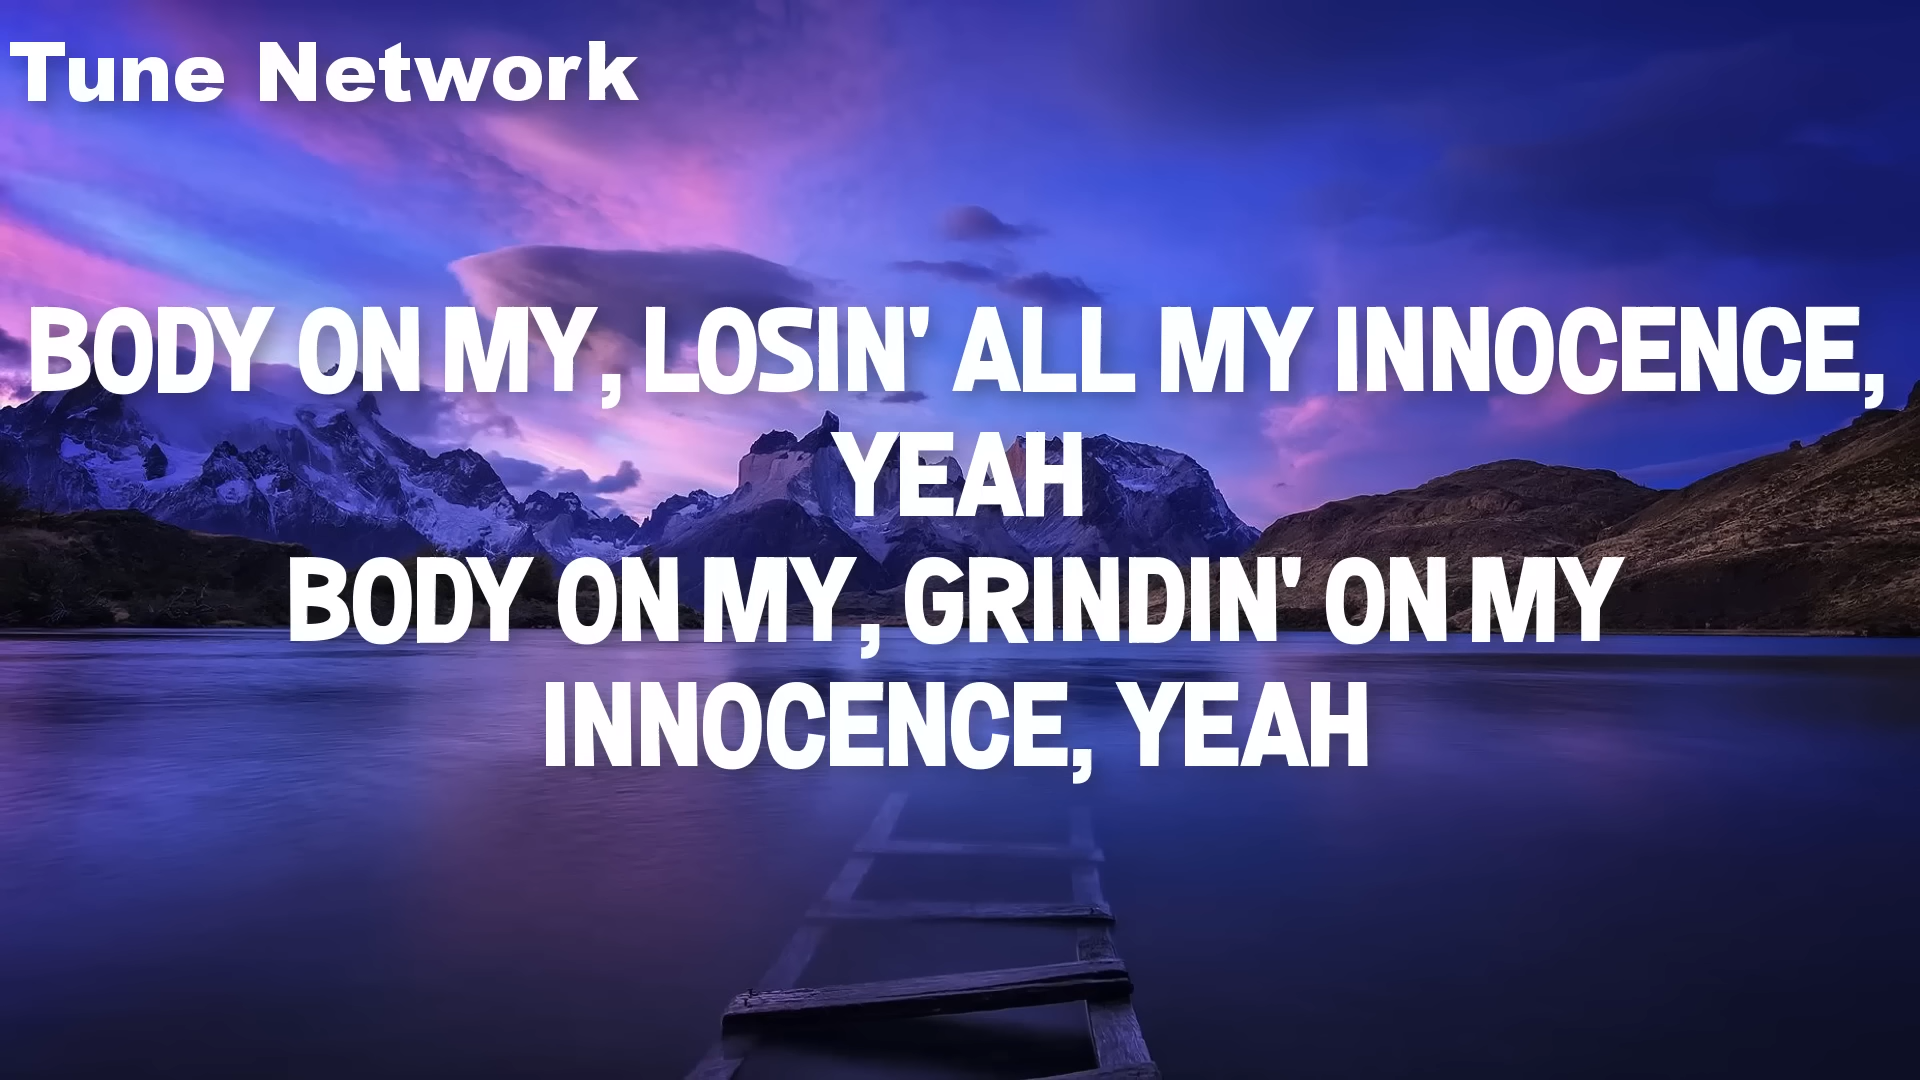 Tune Network
BODY ON MY, LOSIN' ALL MY INNOCENCE,
YEAH
BODY ON MY, GRINDIN' ON MY
INNOCENCE, YEAH